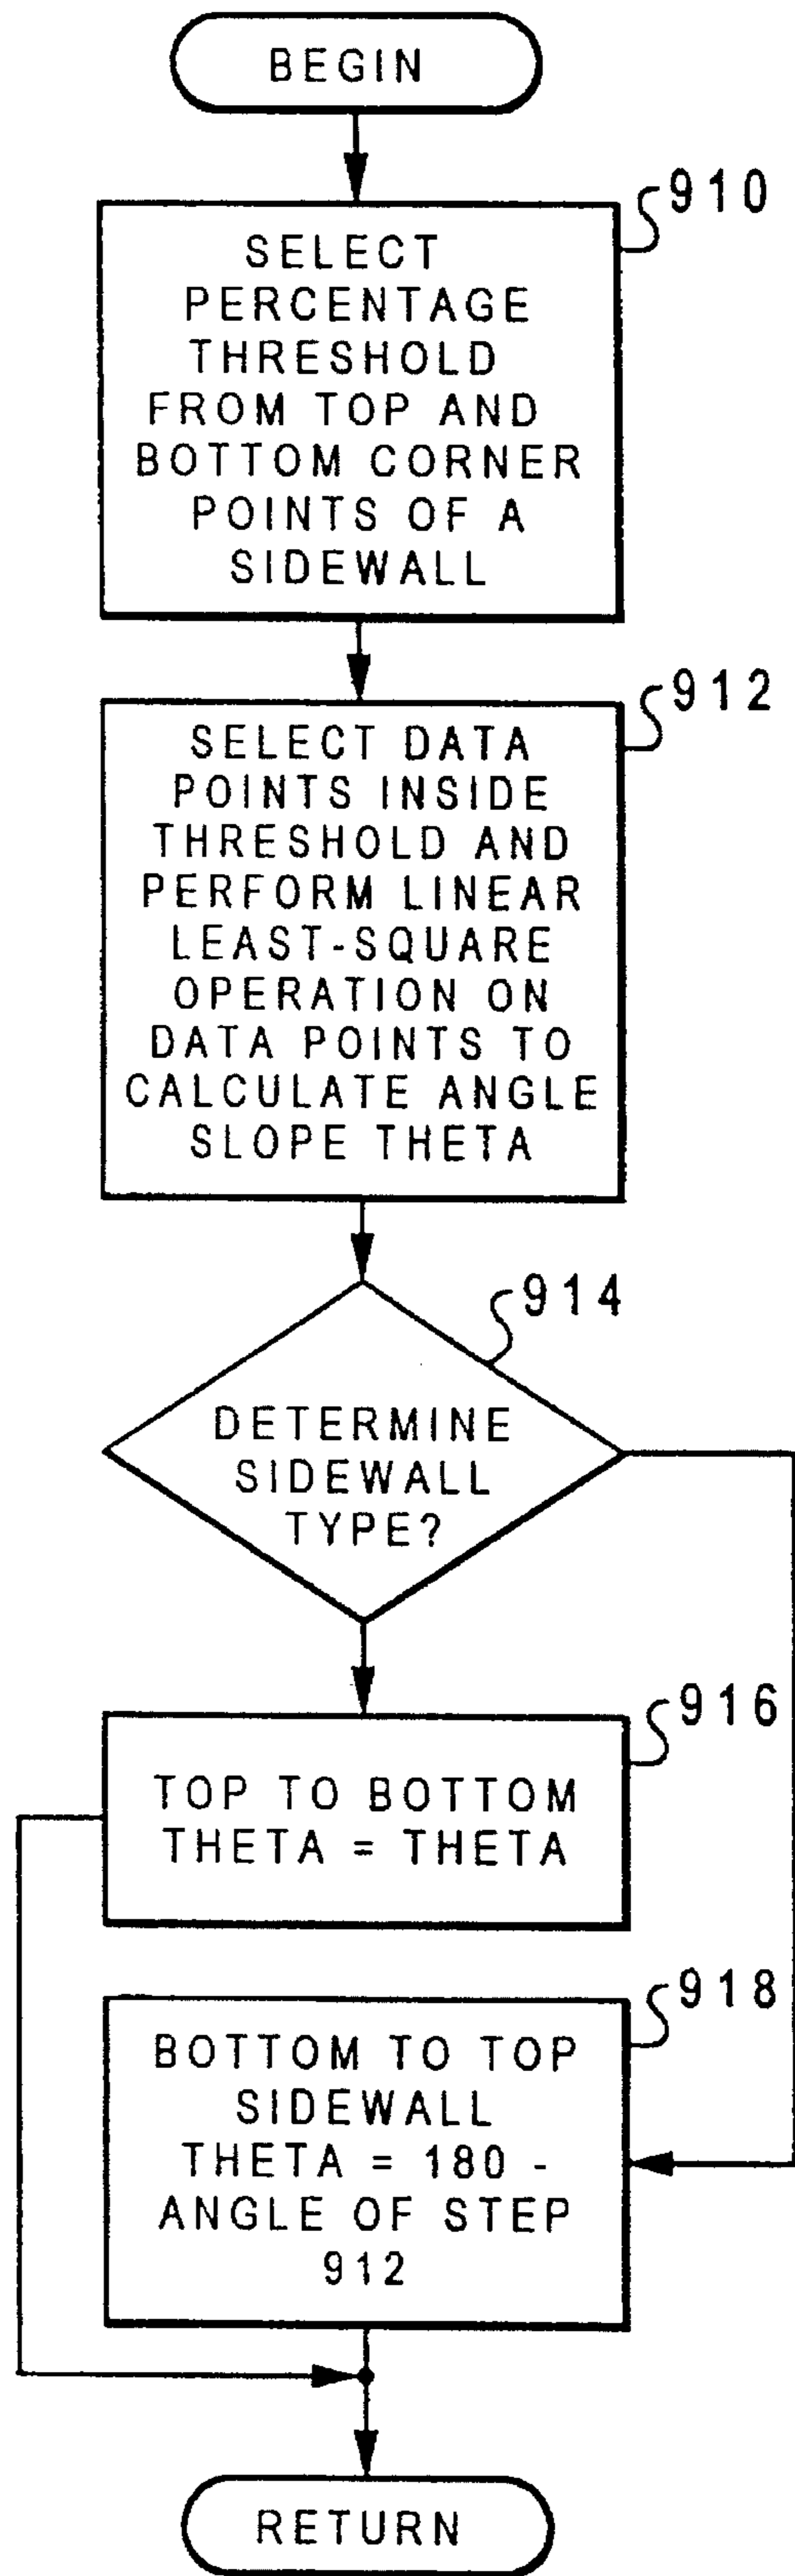 BEGIN
910
SELECT
PERCENTAGE
THRESHOLD
FROM TOP AND
BOTTOM CORNER
POINTS OF A
SIDEWALL
912
SELECT DATA
POINTS INSIDE
THRESHOLD AND
PERFORM LINEAR
LEAST-SQUARE
OPERATION ON
DATA POINTS TO
CALCULATE ANGLE
SLOPE THETA
914
DETERMINE
SIDEWALL
TYPE?
916
TOP TO BOTTOM
THETA = THETA
918
BOTTOM TO TOP
SIDEWALL
THETA = 180 -
ANGLE OF STEP
912
RETURN